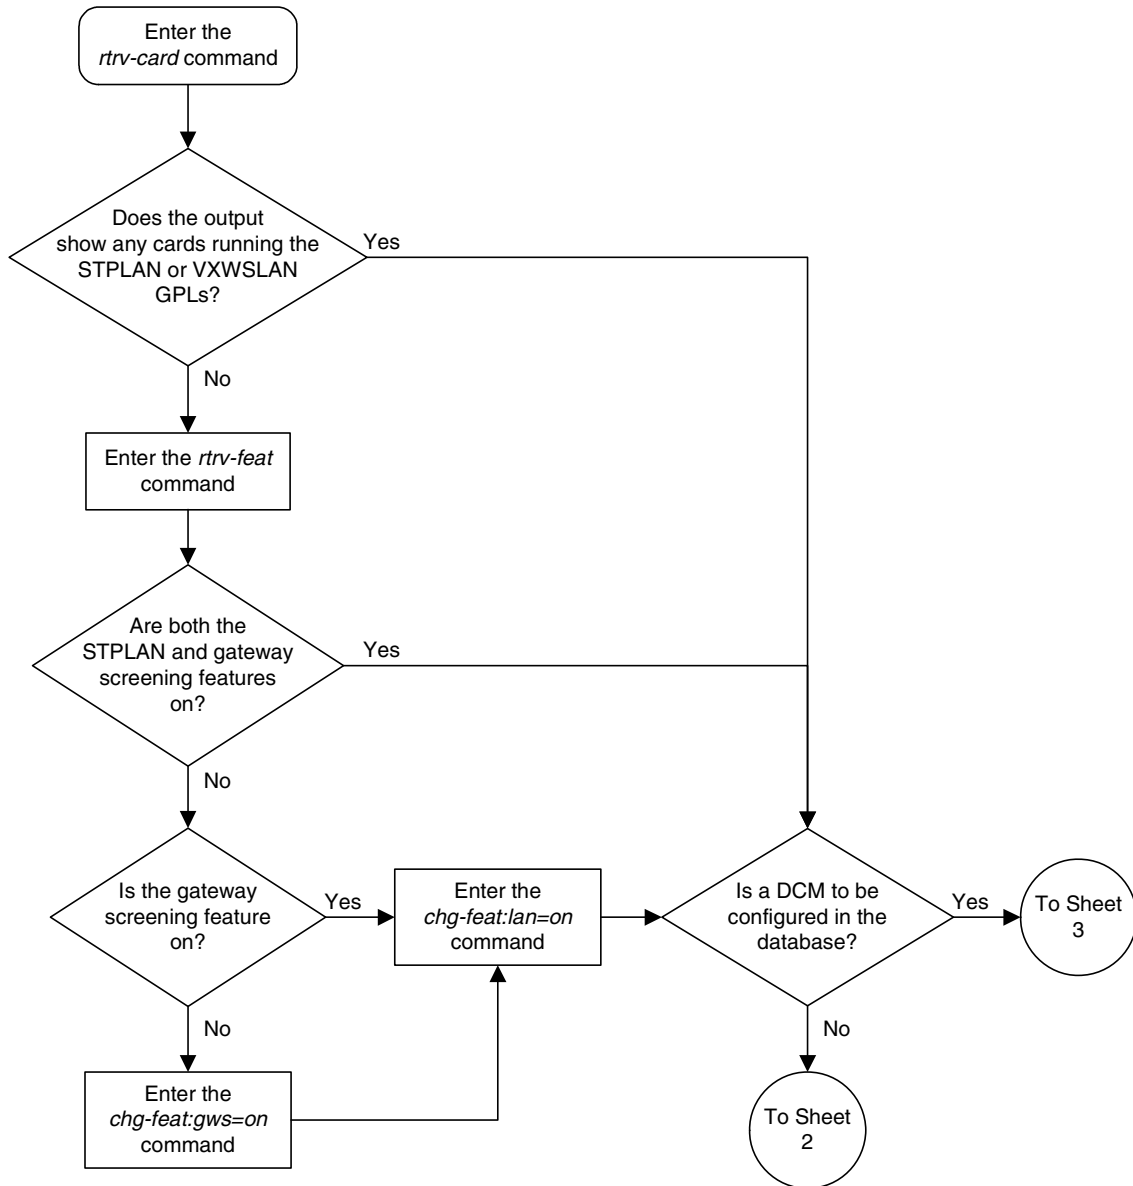 Enter the
rtrv-card command
Does the output
show any cards running the
STPLAN or VXWSLAN
GPLs?
Yes
No
Enter the rtrv-feat
command
Are both the
STPLAN and gateway
screening features
on?
Yes
No
Is the gateway
screening feature
on?
Yes
Enter the
chg-feat:lan=on
command
Is a DCM to be
configured in the
database?
Yes
To Sheet
3
No
Enter the
chg-feat:gws=on
command
No
To Sheet
2